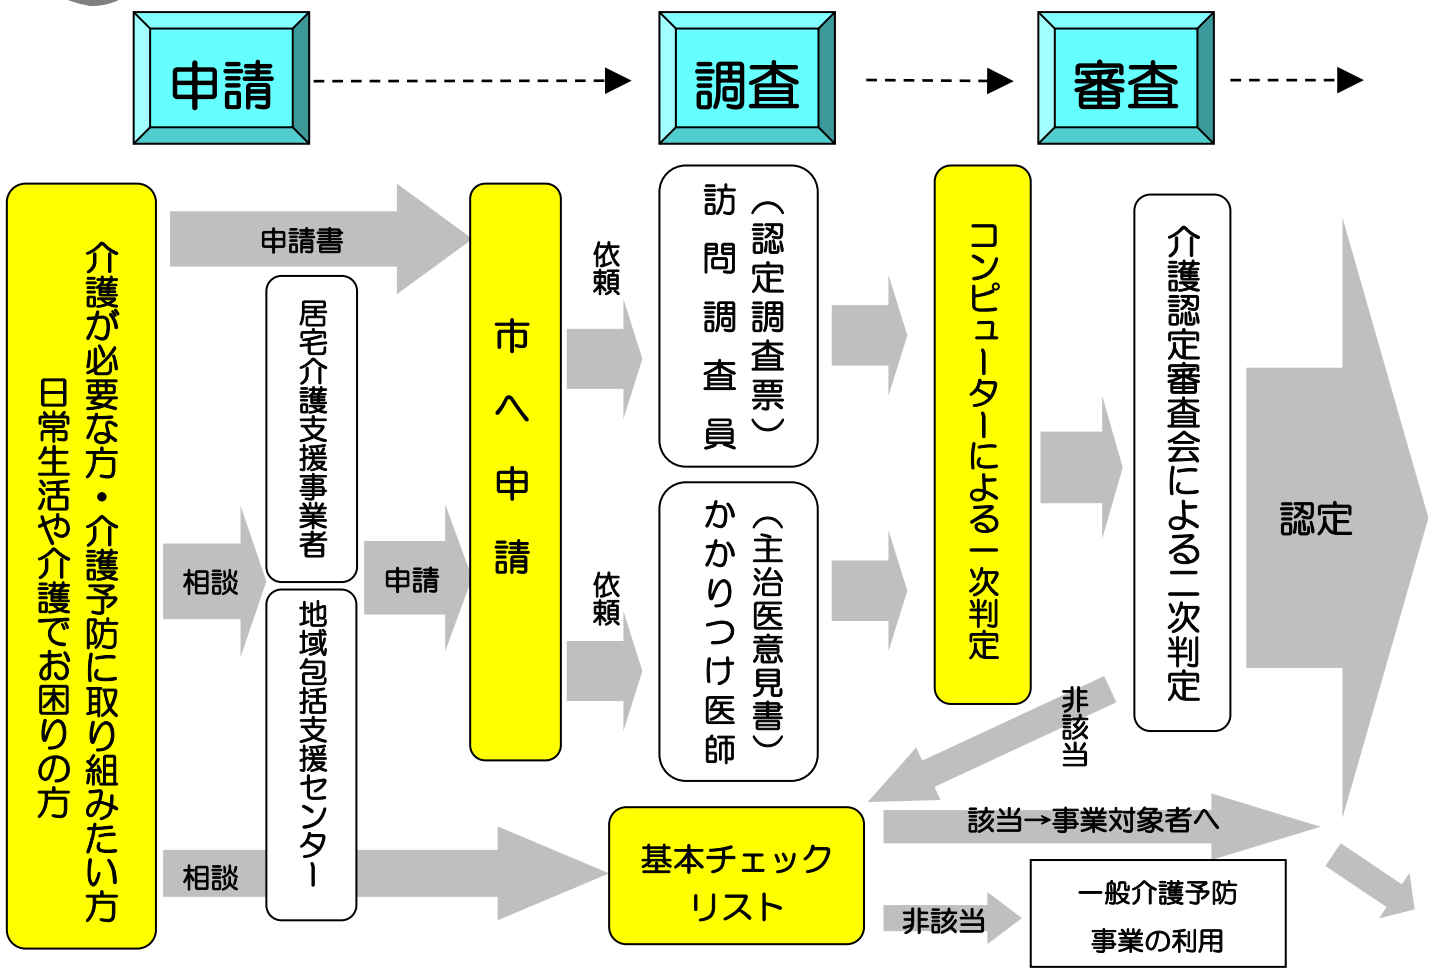 申請
調査
審査
介護が必要な方・介護予防に取り組みたい方
日常生活や介護でお困りの方
申請書
相談
相談
居宅介護支援事業者
地域包括支援センター
申請
市へ申請
依頼
依頼
（認定調査票）
訪問調査員
（主治医意見書）
かかりつけ医師
コンピューターによる一次判定
介護認定審査会による二次判定
認定
非該当
基本チェック
リスト
該当→事業対象者へ
非該当
一般介護予防
事業の利用